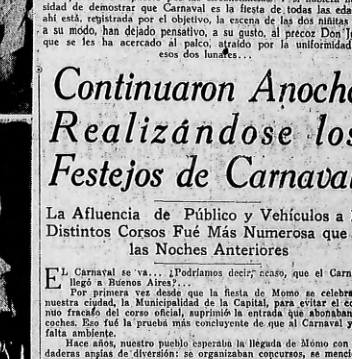 sidad de demostrar que Carnaval es la fiesta de todas las eda
ahí está, registrada por el objetivo, la escena de las dos niñitas
a su modo, han dejado pensativo, a su gusto, al precoz Don Ju
que se les ha acercado al palco, atraído por la uniformidad
esos dos lunares...
Continuaron Anoche
Realizándose los
Festejos de Carnaval
La Afluencia de Público y Vehículos a
Distintos Corsos Fué Más Numerosa que
las Noches Anteriores
EL Carnaval se va... ¿Podríamos decir, acaso, que el Carn
llegó a Buenos Aires?...
Por primera vez desde que la fiesta de Momo se celebra
nuestra ciudad, la Municipalidad de la Capital, para evitar el co
nuo fracaso del corso oficial, suprimió la entrada que abonaban
coches. Eso fué la prueba más concluyente de que al Carnaval y
falta ambiente.
Hace años, nuestro pueblo esperaba la llegada de Momo con
daderas ansias de diversión: se organizaban concursos, se